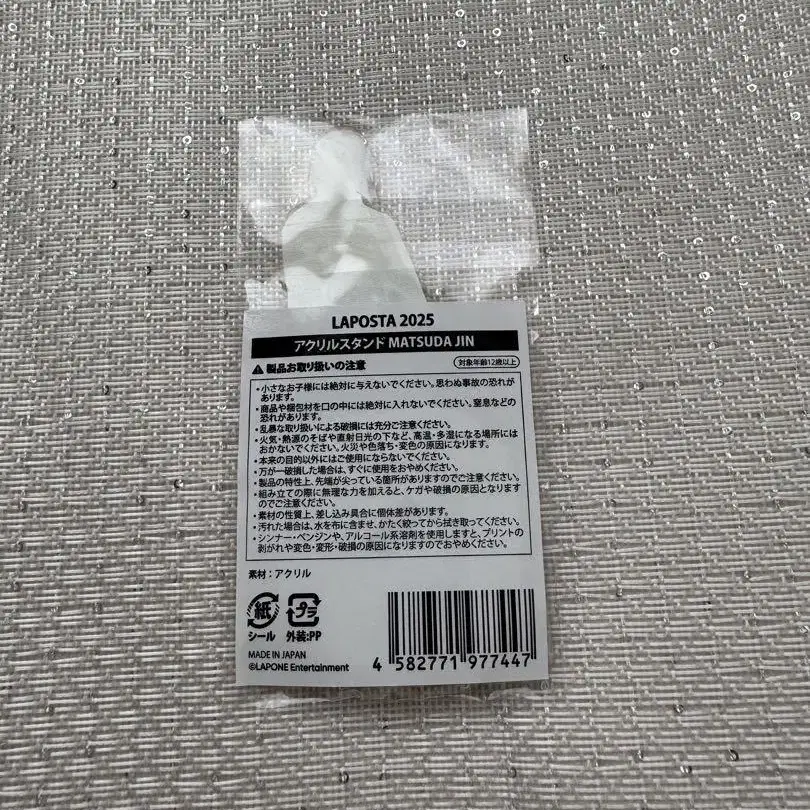 LAPOSTA 2025
アクリルスタンド MATSUDA JIN
製品お取り扱いの注意
対象年齢12歳以上
・小さなお子様には絶対に与えないでください。思わぬ事故の恐れが
あります。
・商品や梱包材を口の中には絶対に入れないでください。窒息などの
恐れがあります。
・乱暴な取り扱いによる破損には充分ご注意ください。
・火気・熱源のそばや直射日光の下など、高温・多湿になる場所には
おかないでください。火災や色落ち・変色の原因になります。
・本来の目的以外にはご使用にならないでください。
・万が一破損した場合は、すぐに使用をおやめください。
・製品の特性上、先端が尖っている箇所がありますのでご注意ください。
・組み立ての際に無理な力を加えると、ケガや破損の原因となります
のでご注意ください。
・素材の性質上、差し込み具合に個体差があります。
・汚れた場合は、水を布に含ませ、かたく絞ってから拭き取ってください。
・シンナー・ベンジンや、アルコール系溶剤を使用しますと、プリントの
剥がれや変色・変形・破損の原因になりますのでおやめください。
素材：アクリル
紙
シール
プラ
外装:PP
MADE IN JAPAN
©LAPONE Entertainment
4 582771 977447